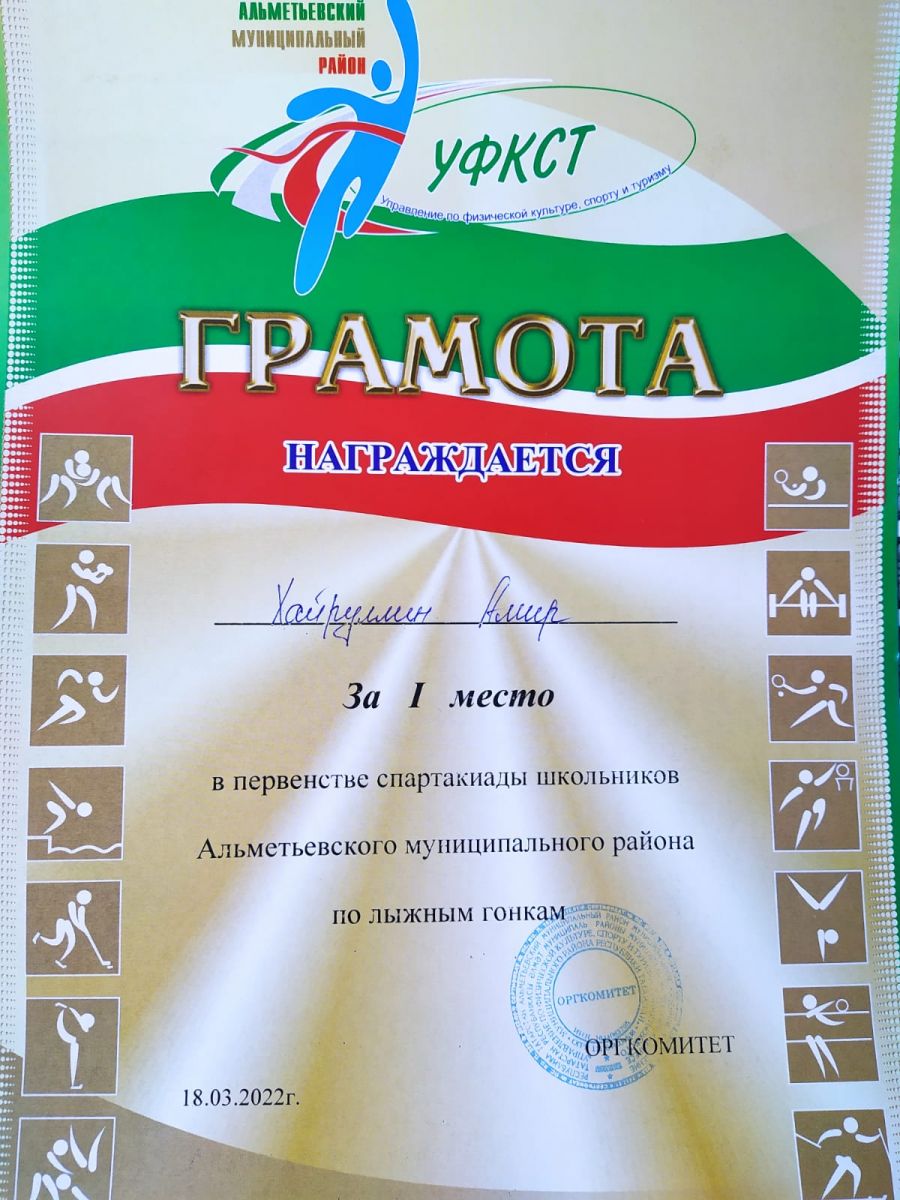 АЛЬМЕТЬЕВСКИЙ
МУНИЦИПАЛЬНЫЙ
РАЙОН
УФКСТ
Управление по физической культуре, спорту и туризму
ГРАМОТА
НАГРАЖДАЕТСЯ
Хайруллин Амир
За I место
в первенстве спартакиады школьников
Альметьевского муниципального района
по лыжным гонкам
ОРГКОМИТЕТ
ОРГКОМИТЕТ
18.03.2022г.